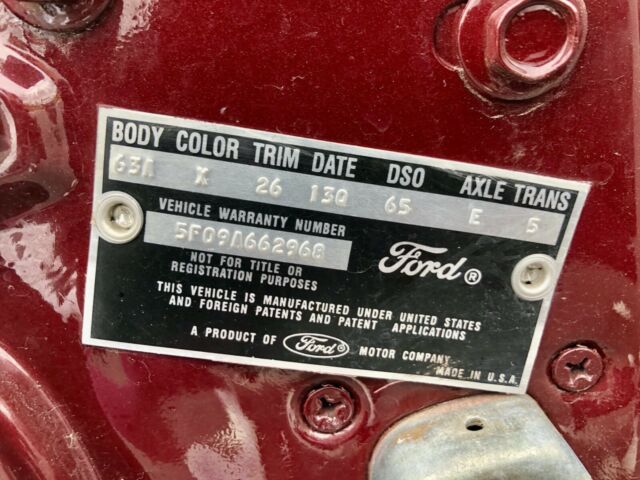 BODY COLOR TRIM DATE DSO AXLE TRANS
63A X 26 13Q 65 E 5
VEHICLE WARRANTY NUMBER
5F09A662968
NOT FOR TITLE OR
REGISTRATION PURPOSES
Ford®
THIS VEHICLE IS MANUFACTURED UNDER UNITED STATES
AND FOREIGN PATENTS AND PATENT APPLICATIONS
A PRODUCT OF Ford® MOTOR COMPANY
MADE IN U.S.A.